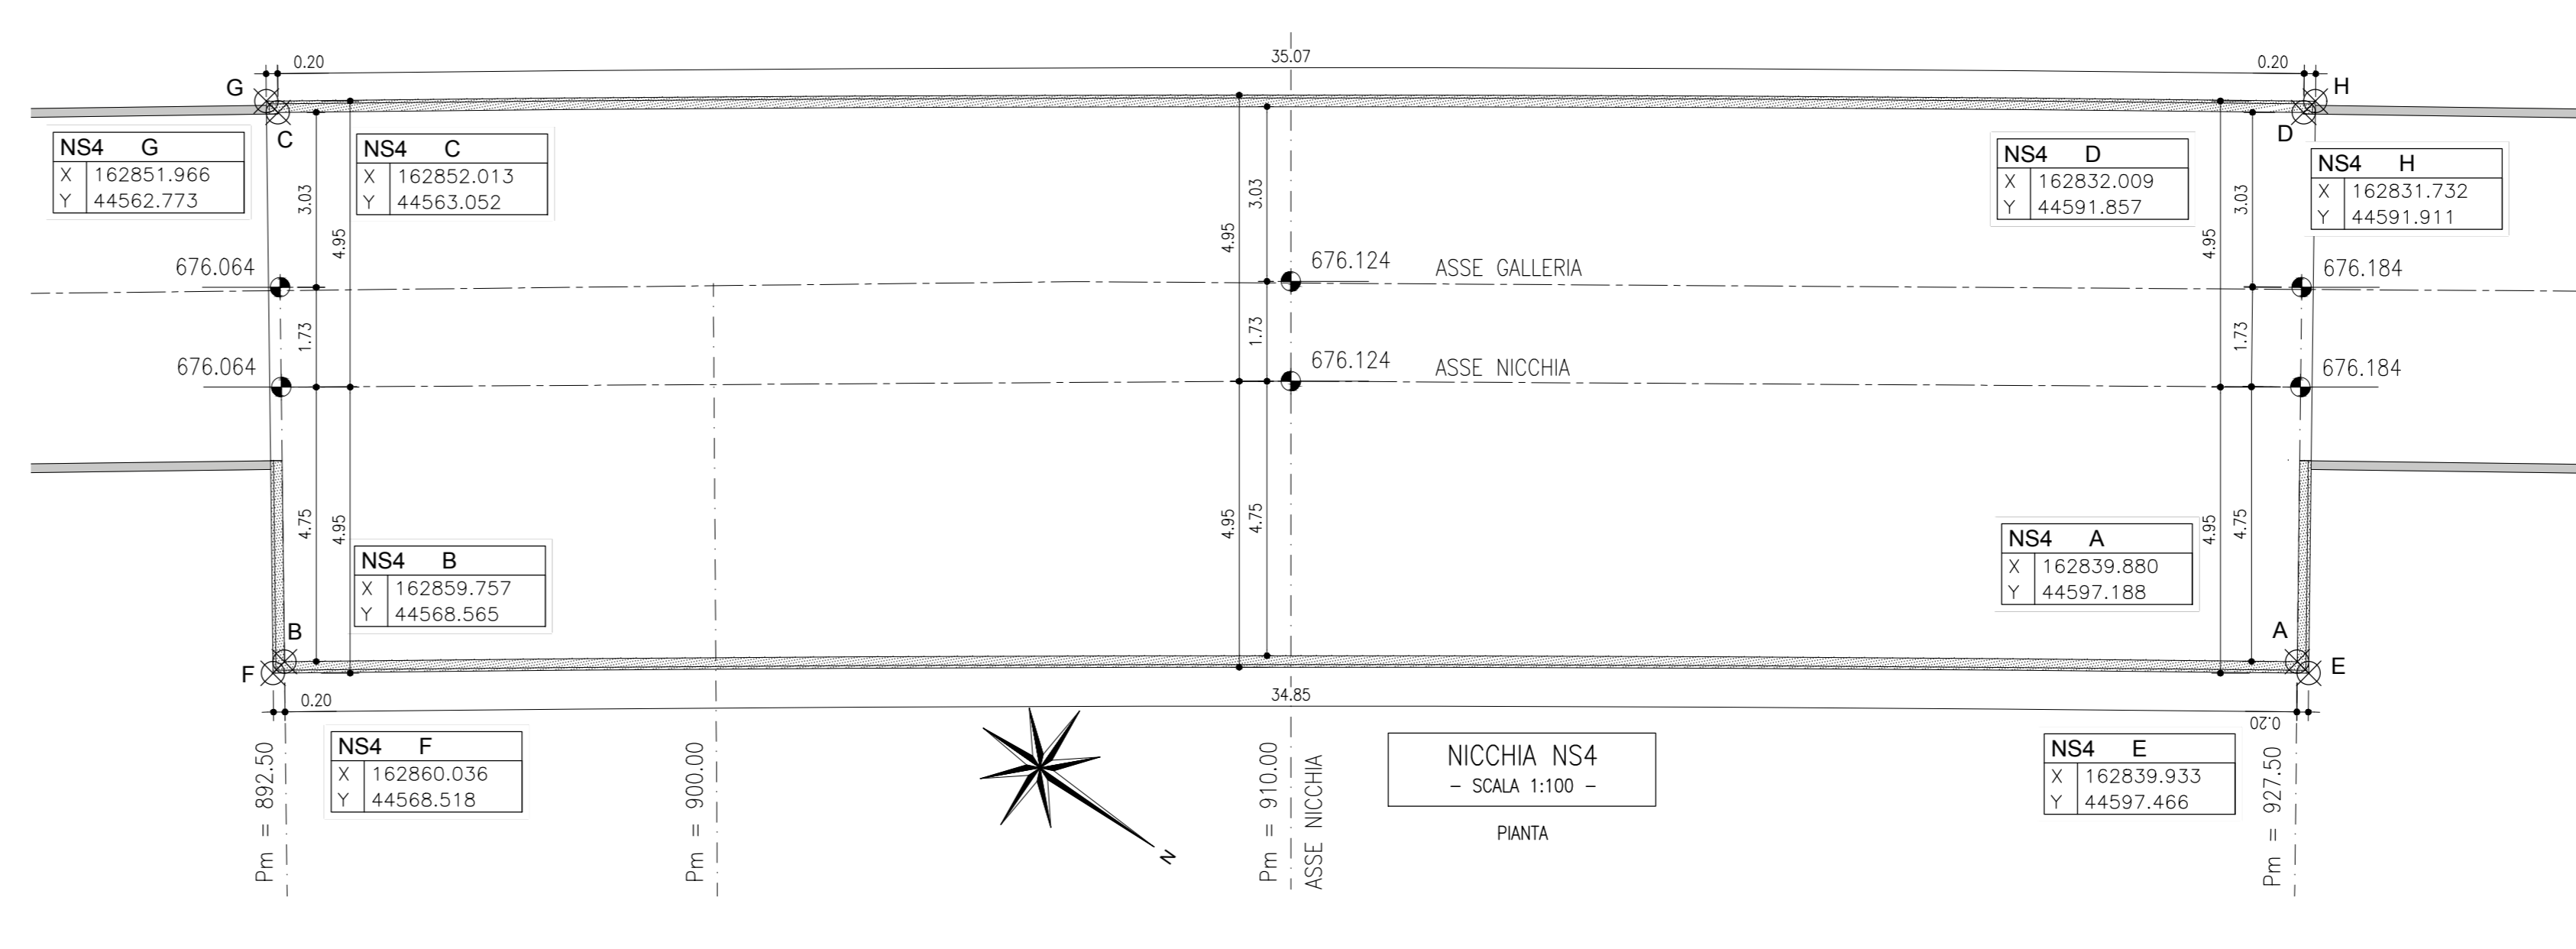 0.20
35.07
0.20
G
H
C
D
NS4 G
X 162851.966
Y 44562.773
NS4 C
X 162852.013
Y 44563.052
NS4 D
X 162832.009
Y 44591.857
NS4 H
X 162831.732
Y 44591.911
3.03
4.95
4.95
3.03
4.95
3.03
676.064
676.124
ASSE GALLERIA
676.184
1.73
1.73
1.73
676.064
676.124
ASSE NICCHIA
676.184
4.75
4.95
4.95
4.75
4.95
4.75
NS4 B
X 162859.757
Y 44568.565
NS4 A
X 162839.880
Y 44597.188
B
A
F
E
0.20
34.85
0.20
NS4 F
X 162860.036
Y 44568.518
NS4 E
X 162839.933
Y 44597.466
Pm = 892.50
Pm = 900.00
N
Pm = 910.00
ASSE NICCHIA
NICCHIA NS4
– SCALA 1:100 –
PIANTA
Pm = 927.50